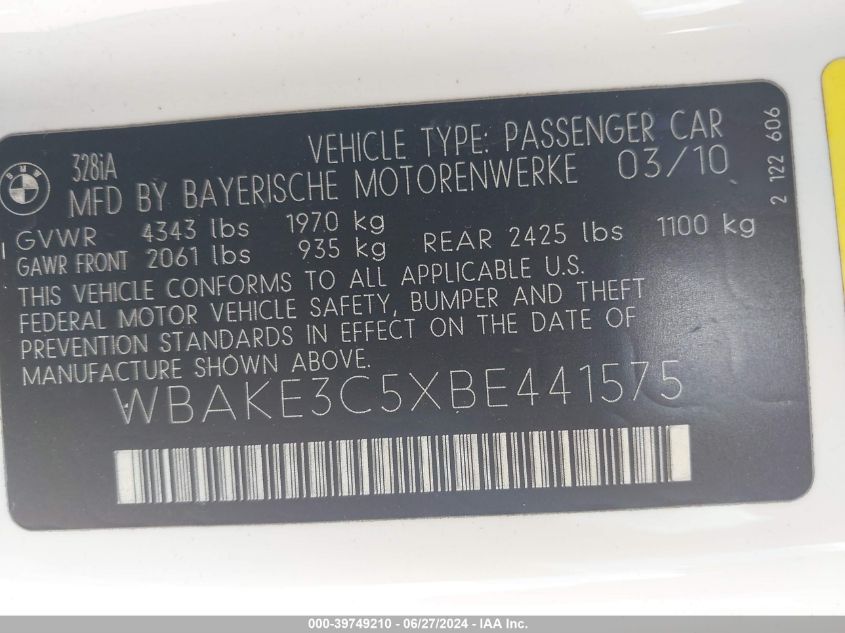 BMW
328iA
VEHICLE TYPE: PASSENGER CAR
MFD BY BAYERISCHE MOTORENWERKE 03/10
GVWR 4343 lbs 1970 kg
GAWR FRONT 2061 lbs 935 kg REAR 2425 lbs 1100 kg
THIS VEHICLE CONFORMS TO ALL APPLICABLE U.S.
FEDERAL MOTOR VEHICLE SAFETY, BUMPER AND THEFT
PREVENTION STANDARDS IN EFFECT ON THE DATE OF
MANUFACTURE SHOWN ABOVE.
WBAKE3C5XBE441575
2 122 606
000-39749210 - 06/27/2024 - IAA Inc.